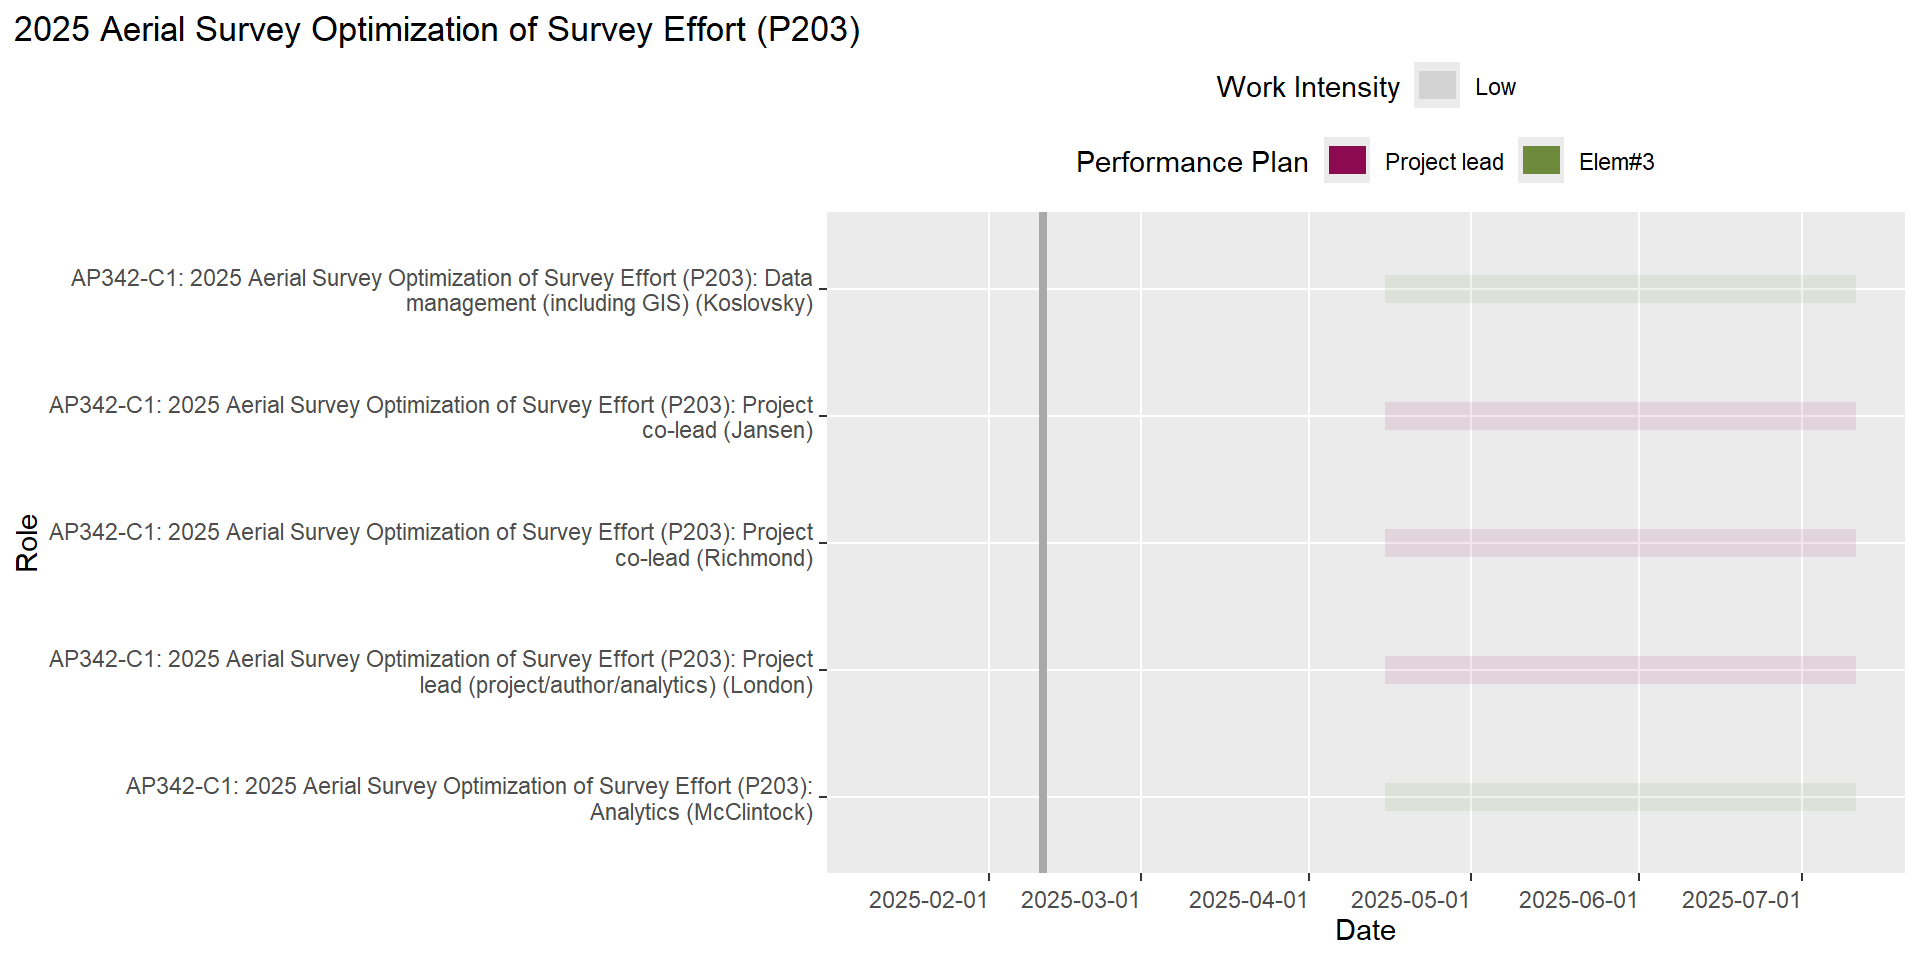 2025 Aerial Survey Optimization of Survey Effort (P203)
Work Intensity Low
Performance Plan Project lead Elem#3
AP342-C1: 2025 Aerial Survey Optimization of Survey Effort (P203): Data
management (including GIS) (Koslovsky)
AP342-C1: 2025 Aerial Survey Optimization of Survey Effort (P203): Project
co-lead (Jansen)
Role
AP342-C1: 2025 Aerial Survey Optimization of Survey Effort (P203): Project
co-lead (Richmond)
AP342-C1: 2025 Aerial Survey Optimization of Survey Effort (P203): Project
lead (project/author/analytics) (London)
AP342-C1: 2025 Aerial Survey Optimization of Survey Effort (P203):
Analytics (McClintock)
2025-02-01 2025-03-01 2025-04-01 2025-05-01 2025-06-01 2025-07-01
Date